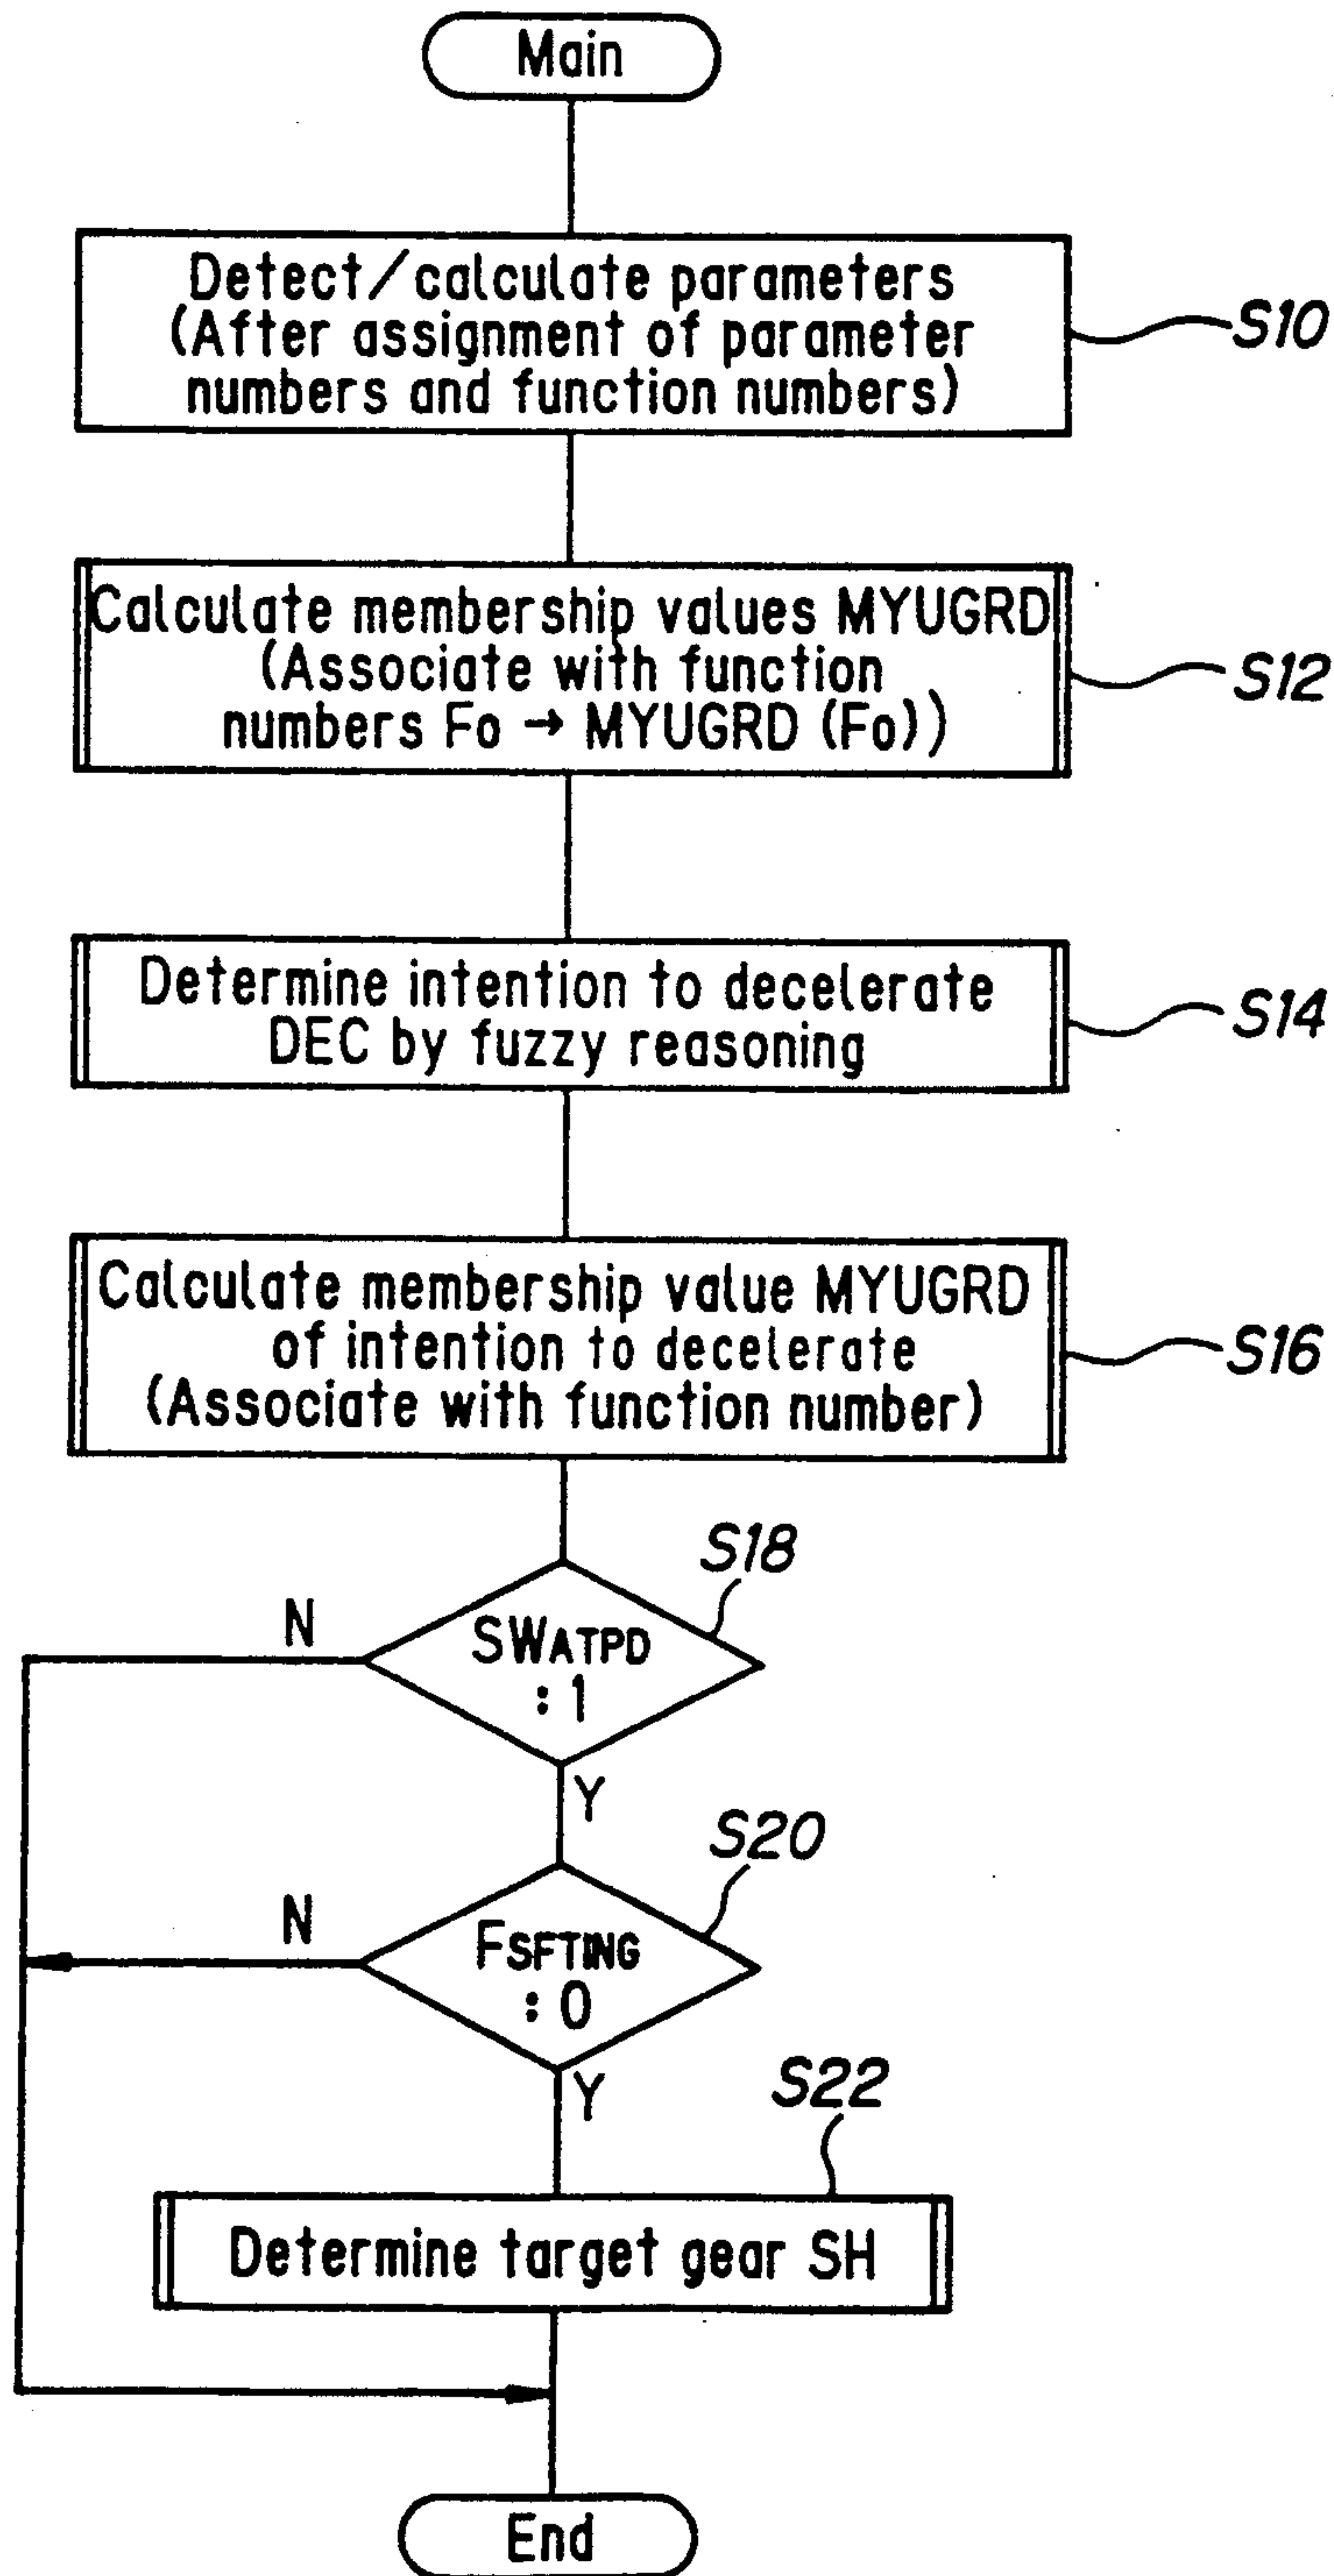 Main
Detect/calculate parameters
(After assignment of parameter
numbers and function numbers)
S10
Calculate membership values MYUGRD
(Associate with function
numbers Fo → MYUGRD (Fo))
S12
Determine intention to decelerate
DEC by fuzzy reasoning
S14
Calculate membership value MYUGRD
of intention to decelerate
(Associate with function number)
S16
S18
N
SWATPD
: 1
Y
S20
N
FSFTING
: 0
Y
S22
Determine target gear SH
End